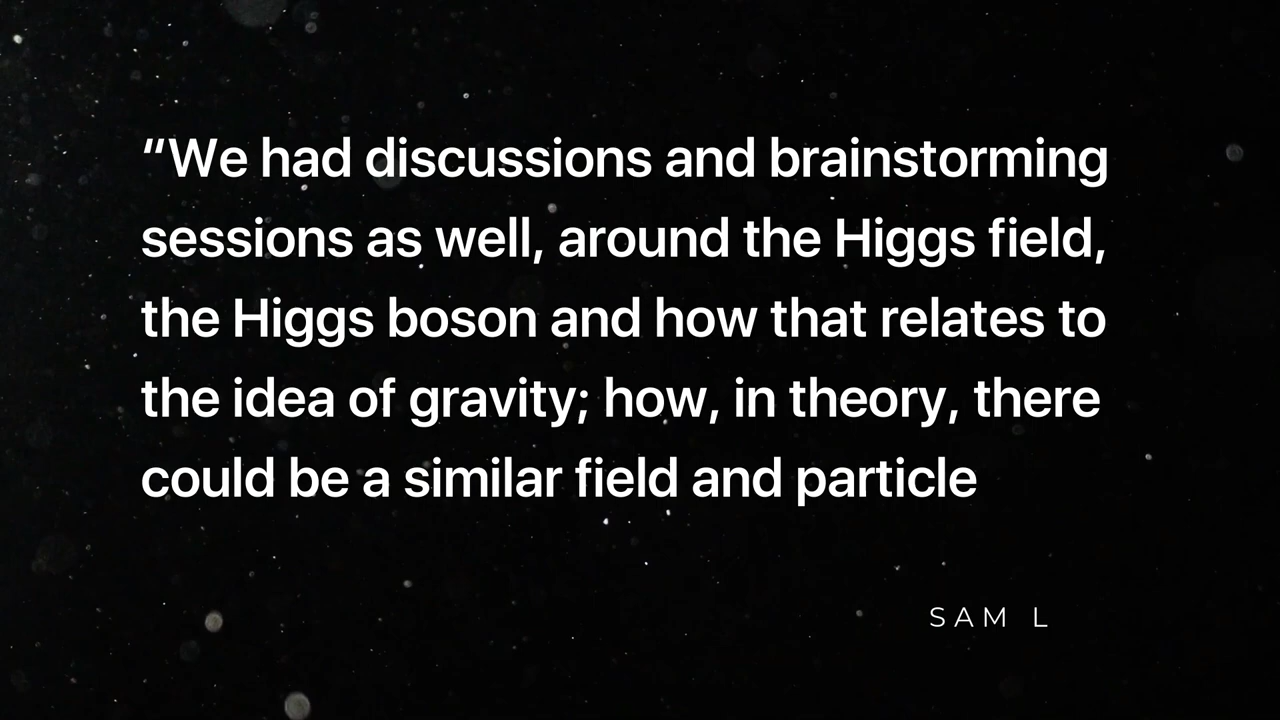 “We had discussions and brainstorming
sessions as well, around the Higgs field,
the Higgs boson and how that relates to
the idea of gravity; how, in theory, there
could be a similar field and particle
SAM L